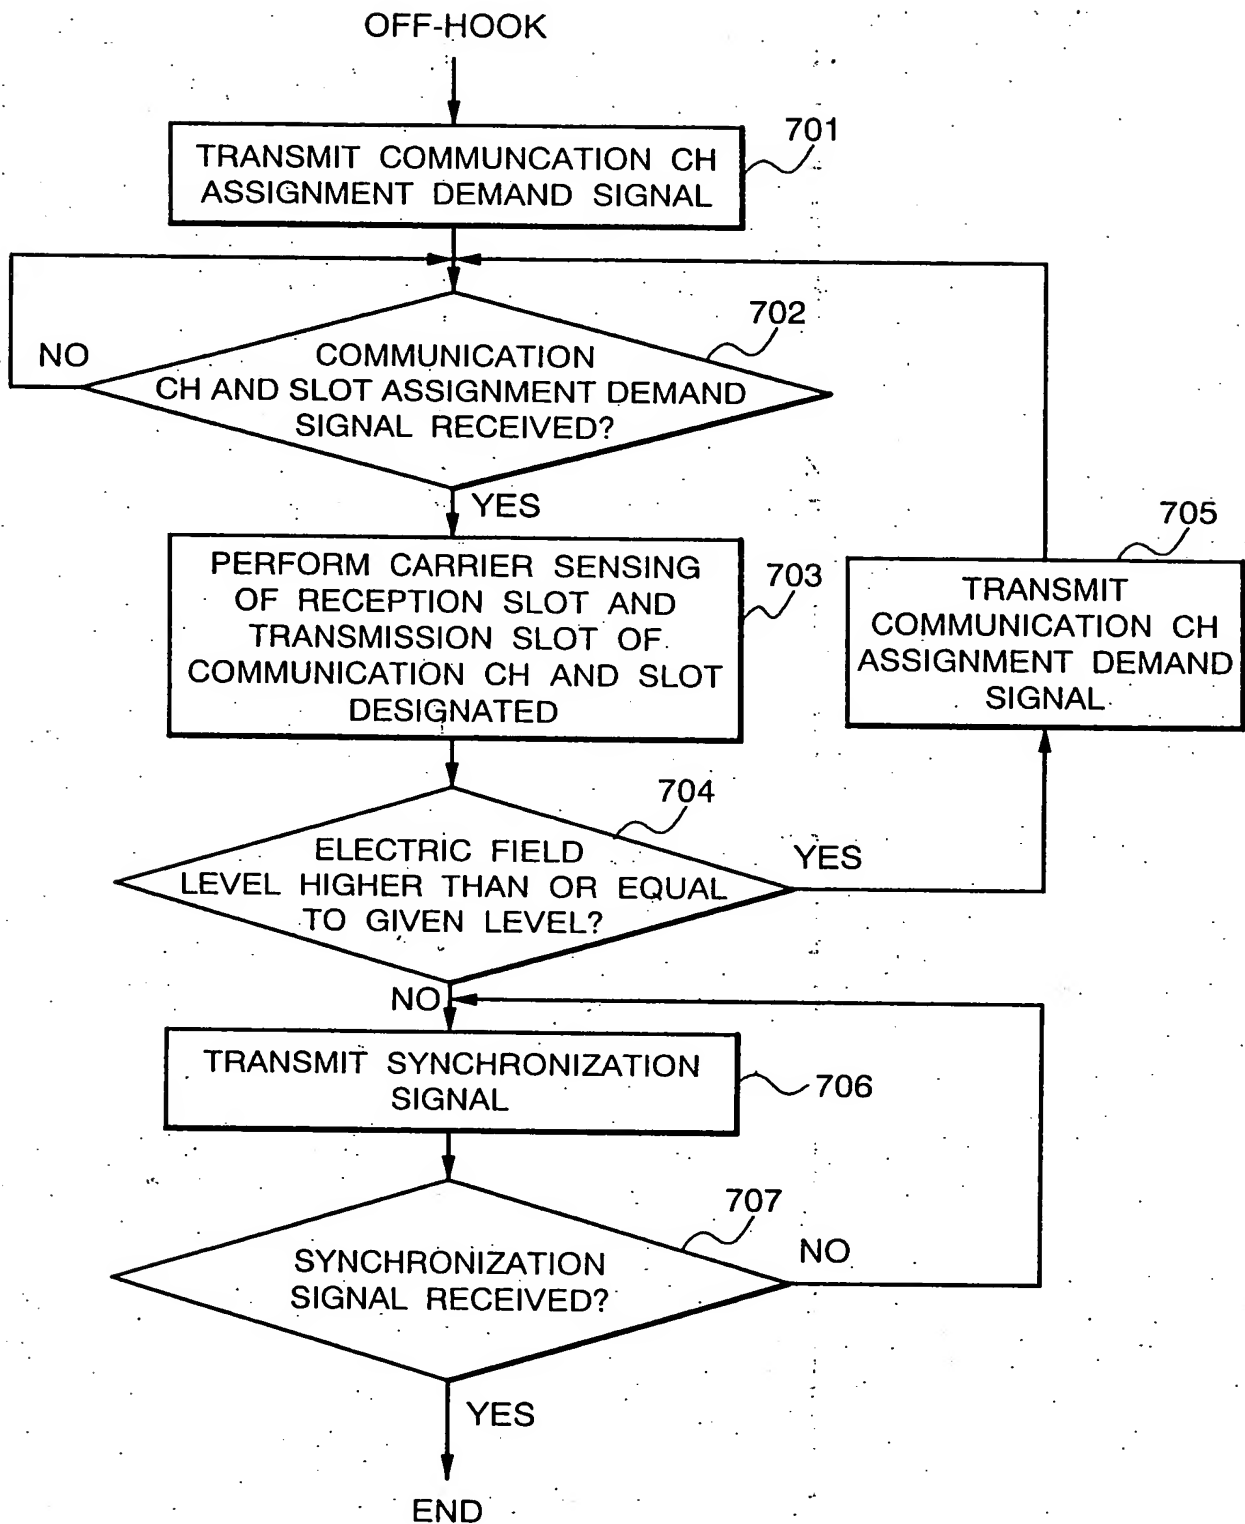 OFF-HOOK
701
TRANSMIT COMMUNCATION CH
ASSIGNMENT DEMAND SIGNAL
702
NO
COMMUNICATION
CH AND SLOT ASSIGNMENT DEMAND
SIGNAL RECEIVED?
YES
703
PERFORM CARRIER SENSING
OF RECEPTION SLOT AND
TRANSMISSION SLOT OF
COMMUNICATION CH AND SLOT
DESIGNATED
705
TRANSMIT
COMMUNICATION CH
ASSIGNMENT DEMAND
SIGNAL
704
ELECTRIC FIELD
LEVEL HIGHER THAN OR EQUAL
TO GIVEN LEVEL?
YES
NO
TRANSMIT SYNCHRONIZATION
SIGNAL
706
707
SYNCHRONIZATION
SIGNAL RECEIVED?
NO
YES
END